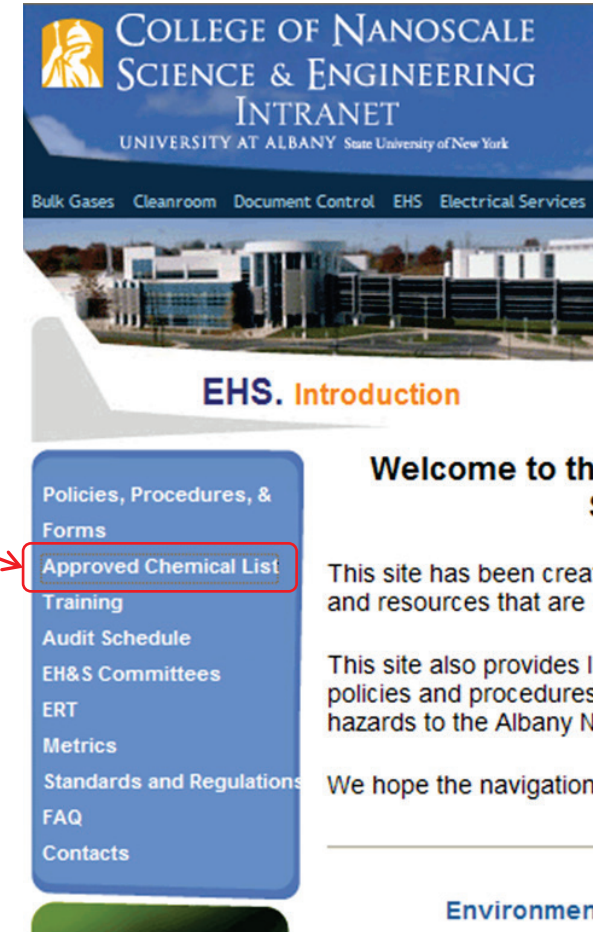 COLLEGE OF NANOSCALE
SCIENCE & ENGINEERING
INTRANET
UNIVERSITY AT ALBANY State University of New York
Bulk Gases Cleanroom Document Control EHS Electrical Services
EHS. Introduction
Policies, Procedures, &
Forms
Approved Chemical List
Training
Audit Schedule
EH&S Committees
ERT
Metrics
Standards and Regulations
FAQ
Contacts
Welcome to th
This site has been crea
and resources that are
This site also provides l
policies and procedures
hazards to the Albany N
We hope the navigation
Environmen